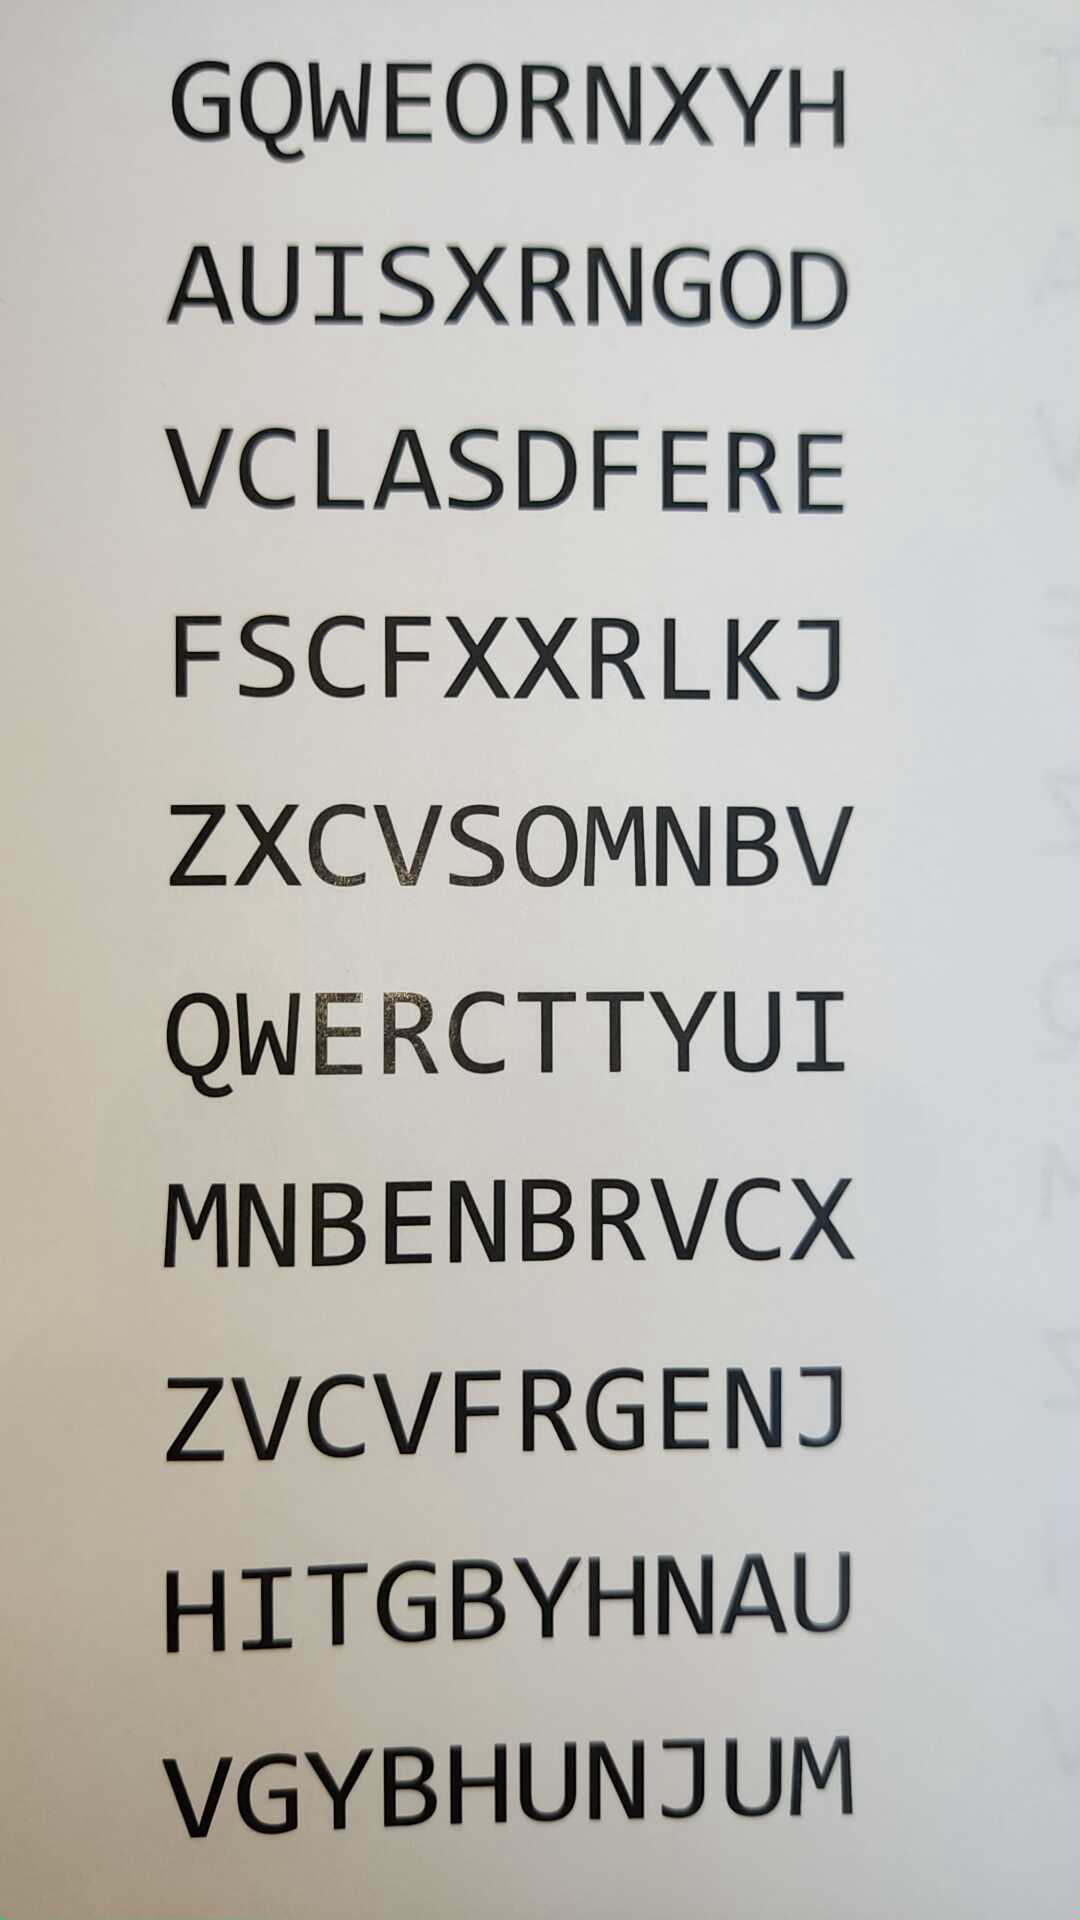 GQWEORNXYH
AUISXRNGOD
VCLASDFERE
FSCFXXRLKJ
ZXCVSOMNBV
QWERCTTYUI
MNBENBRVCX
ZVCVFRGENJ
HITGBYHNAU
VGYBHUNJUM